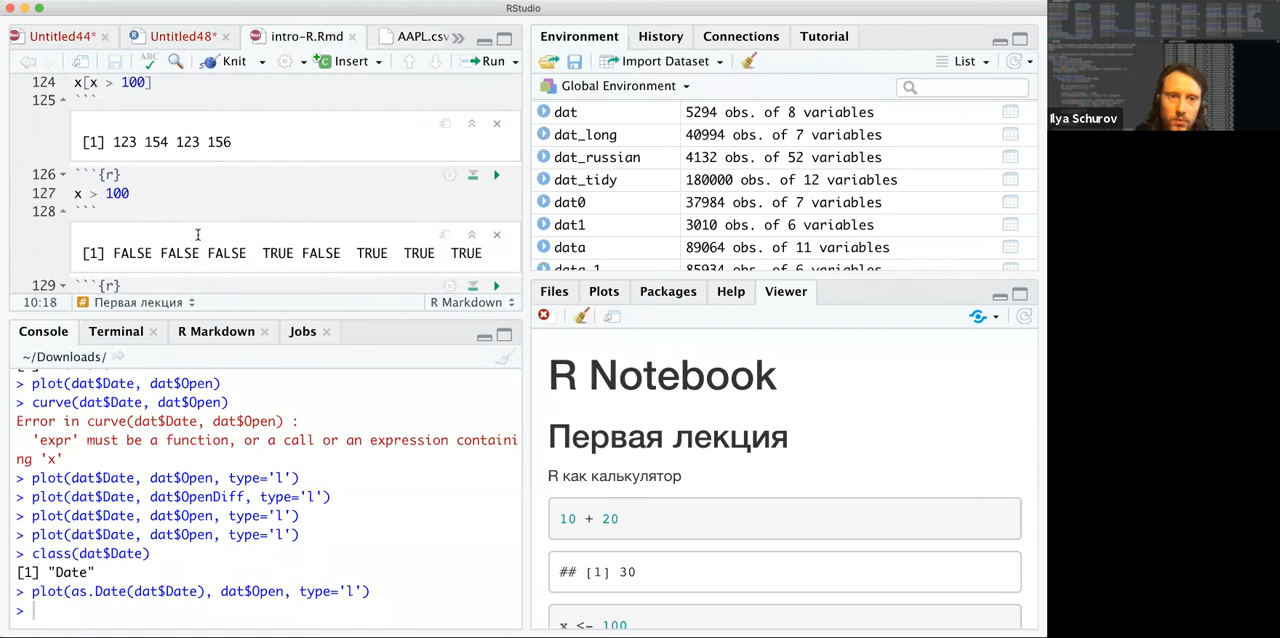 RStudio
Untitled44* Untitled48* intro-R.Rmd AAPL.csv
ABC Knit Insert Run
124 x[x > 100]
125 ```
[1] 123 154 123 156
126 ```{r}
127 x > 100
128 ```
[1] FALSE FALSE FALSE TRUE FALSE TRUE TRUE TRUE
129 ```{r}
10:18 Первая лекция R Markdown
Console Terminal R Markdown Jobs
~/Downloads/
> plot(dat$Date, dat$Open)
> curve(dat$Date, dat$Open)
Error in curve(dat$Date, dat$Open) :
'expr' must be a function, or a call or an expression containi
ng 'x'
> plot(dat$Date, dat$Open, type='l')
> plot(dat$Date, dat$OpenDiff, type='l')
> plot(dat$Date, dat$Open, type='l')
> plot(dat$Date, dat$Open, type='l')
> class(dat$Date)
[1] "Date"
> plot(as.Date(dat$Date), dat$Open, type='l')
>
Environment History Connections Tutorial
Import Dataset List
Global Environment
dat 5294 obs. of 8 variables
dat_long 40994 obs. of 7 variables
dat_russian 4132 obs. of 52 variables
dat_tidy 180000 obs. of 12 variables
dat0 37984 obs. of 7 variables
dat1 3010 obs. of 6 variables
data 89064 obs. of 11 variables
data_1 85934 obs. of 6 variables
Files Plots Packages Help Viewer
R Notebook
Первая лекция
R как калькулятор
10 + 20
## [1] 30
x <- 100
Ilya Schurov